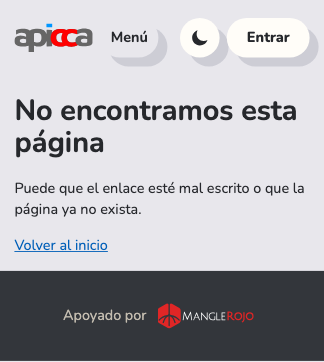 apicca
Menú
Entrar
No encontramos esta
página
Puede que el enlace esté mal escrito o que la
página ya no exista.
Volver al inicio
Apoyado por
MANGLEROJO